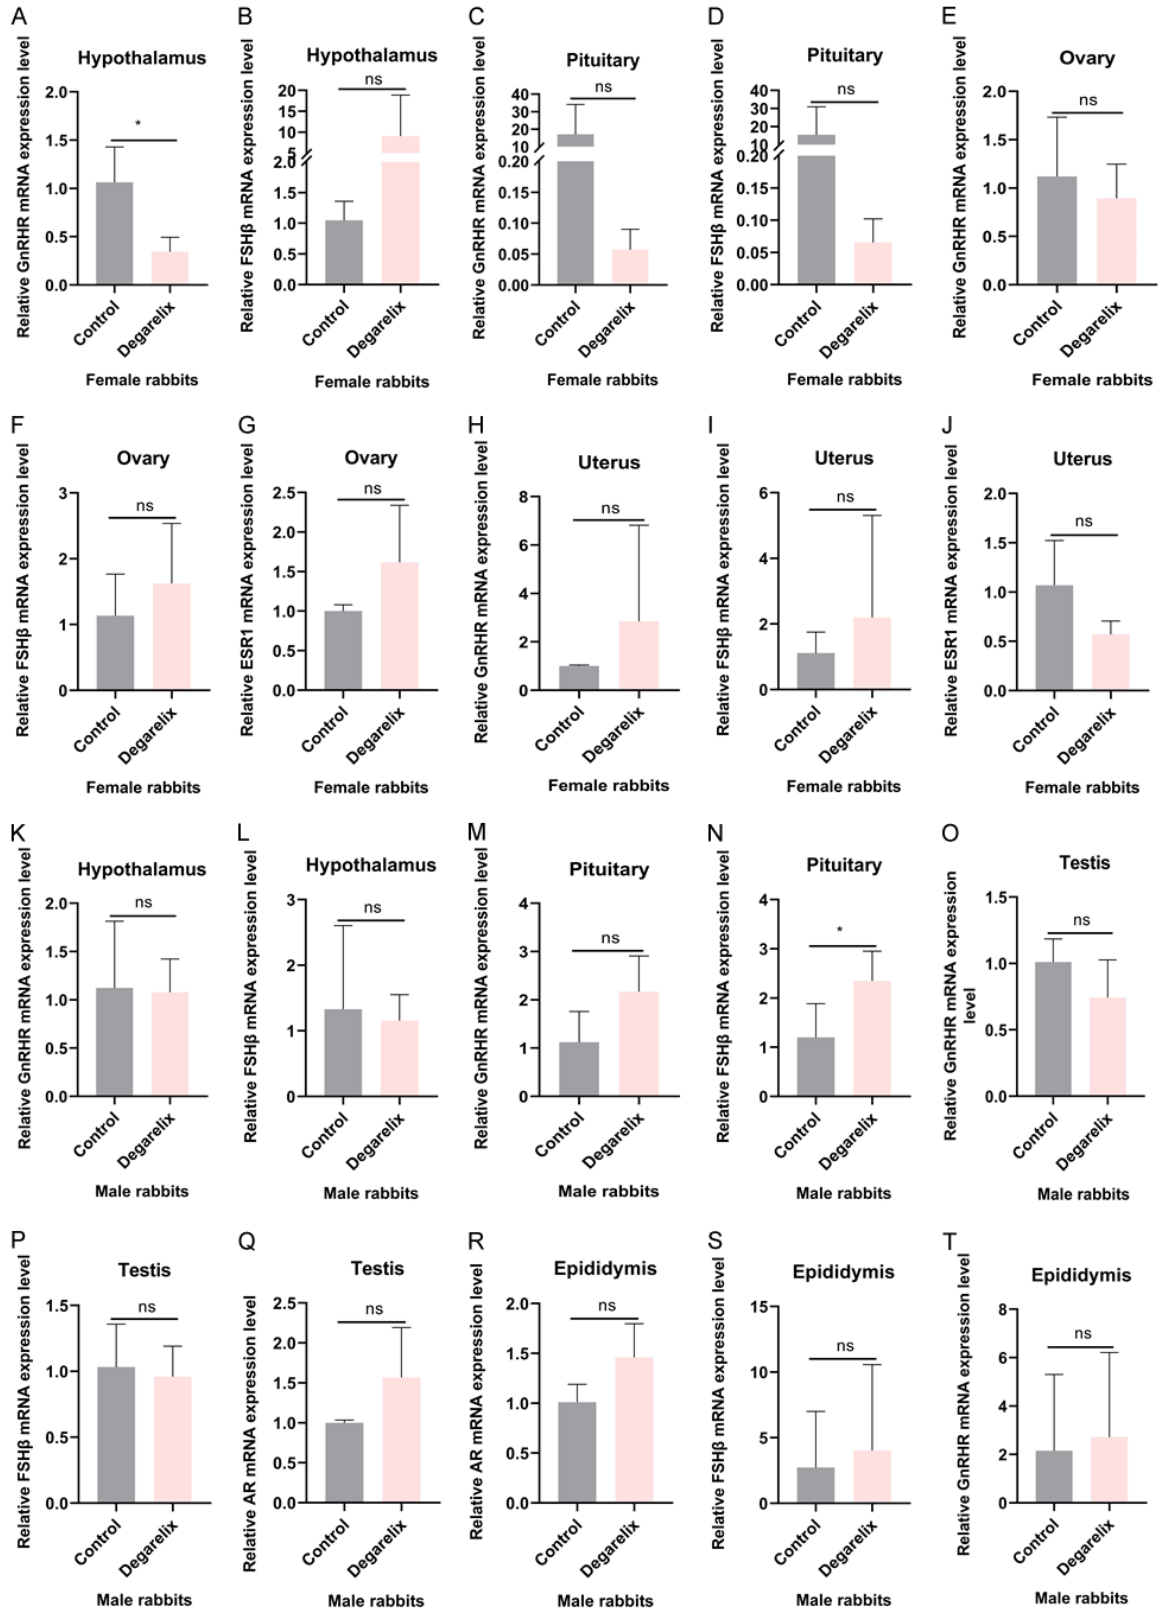 A
Hypothalamus
Relative GnRHR mRNA expression level
2.0
1.5
1.0
0.5
0.0
*
Control
Degarelix
Female rabbits
B
Hypothalamus
Relative FSHβ mRNA expression level
20
15
10
5
2.0
1.5
1.0
0.5
0.0
ns
Control
Degarelix
Female rabbits
C
Pituitary
Relative GnRHR mRNA expression level
40
30
20
10
0.20
0.15
0.10
0.05
0.00
ns
Control
Degarelix
Female rabbits
D
Pituitary
Relative FSHβ mRNA expression level
40
30
20
10
0.20
0.15
0.10
0.05
0.00
ns
Control
Degarelix
Female rabbits
E
Ovary
Relative GnRHR mRNA expression level
2.0
1.5
1.0
0.5
0.0
ns
Control
Degarelix
Female rabbits
F
Ovary
Relative FSHβ mRNA expression level
3
2
1
0
ns
Control
Degarelix
Female rabbits
G
Ovary
Relative ESR1 mRNA expression level
2.5
2.0
1.5
1.0
0.5
0.0
ns
Control
Degarelix
Female rabbits
H
Uterus
Relative GnRHR mRNA expression level
8
6
4
2
0
ns
Control
Degarelix
Female rabbits
I
Uterus
Relative FSHβ mRNA expression level
6
4
2
0
ns
Control
Degarelix
Female rabbits
J
Uterus
Relative ESR1 mRNA expression level
2.0
1.5
1.0
0.5
0.0
ns
Control
Degarelix
Female rabbits
K
Hypothalamus
Relative GnRHR mRNA expression level
2.0
1.5
1.0
0.5
0.0
ns
Control
Degarelix
Male rabbits
L
Hypothalamus
Relative FSHβ mRNA expression level
3
2
1
0
ns
Control
Degarelix
Male rabbits
M
Pituitary
Relative GnRHR mRNA expression level
4
3
2
1
0
ns
Control
Degarelix
Male rabbits
N
Pituitary
Relative FSHβ mRNA expression level
4
3
2
1
0
*
Control
Degarelix
Male rabbits
O
Testis
Relative GnRHR mRNA expression
level
1.5
1.0
0.5
0.0
ns
Control
Degarelix
Male rabbits
P
Testis
Relative FSHβ mRNA expression level
1.5
1.0
0.5
0.0
ns
Control
Degarelix
Male rabbits
Q
Testis
Relative AR mRNA expression level
2.5
2.0
1.5
1.0
0.5
0.0
ns
Control
Degarelix
Male rabbits
R
Epididymis
Relative AR mRNA expression level
2.0
1.5
1.0
0.5
0.0
ns
Control
Degarelix
Male rabbits
S
Epididymis
Relative FSHβ mRNA expression level
15
10
5
0
ns
Control
Degarelix
Male rabbits
T
Epididymis
Relative GnRHR mRNA expression level
8
6
4
2
0
ns
Control
Degarelix
Male rabbits